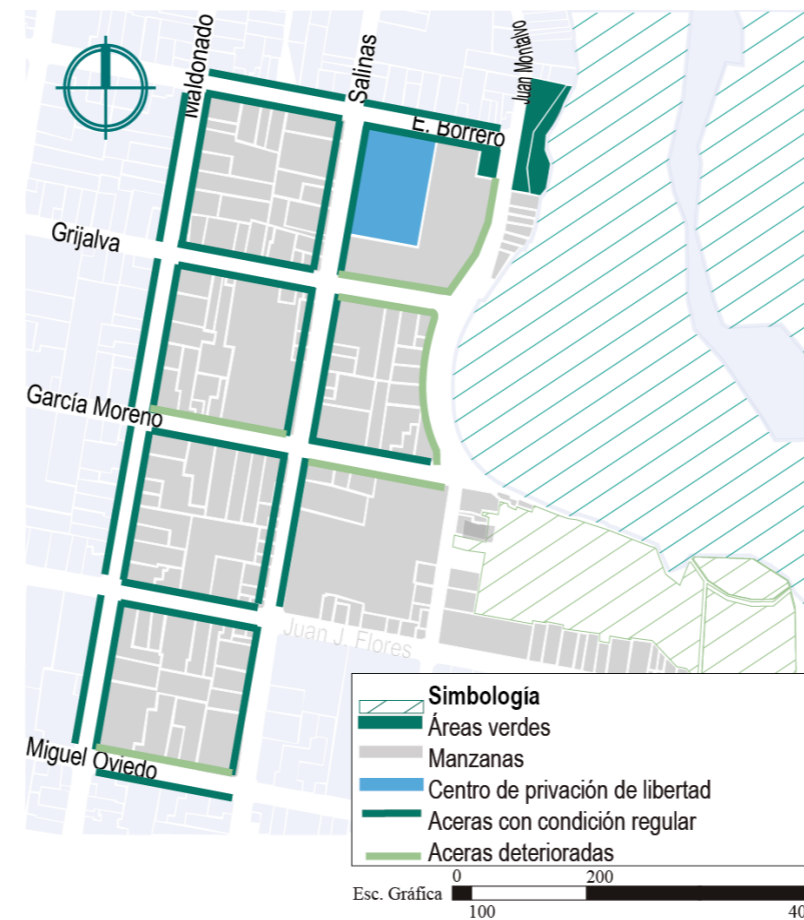 Maldonado
Salinas
Juan Montalvo
E. Borrero
Grijalva
García Moreno
Juan J. Flores
Miguel Oviedo
Simbología
Áreas verdes
Manzanas
Centro de privación de libertad
Aceras con condición regular
Aceras deterioradas
Esc. Gráfica
0 200
100 40